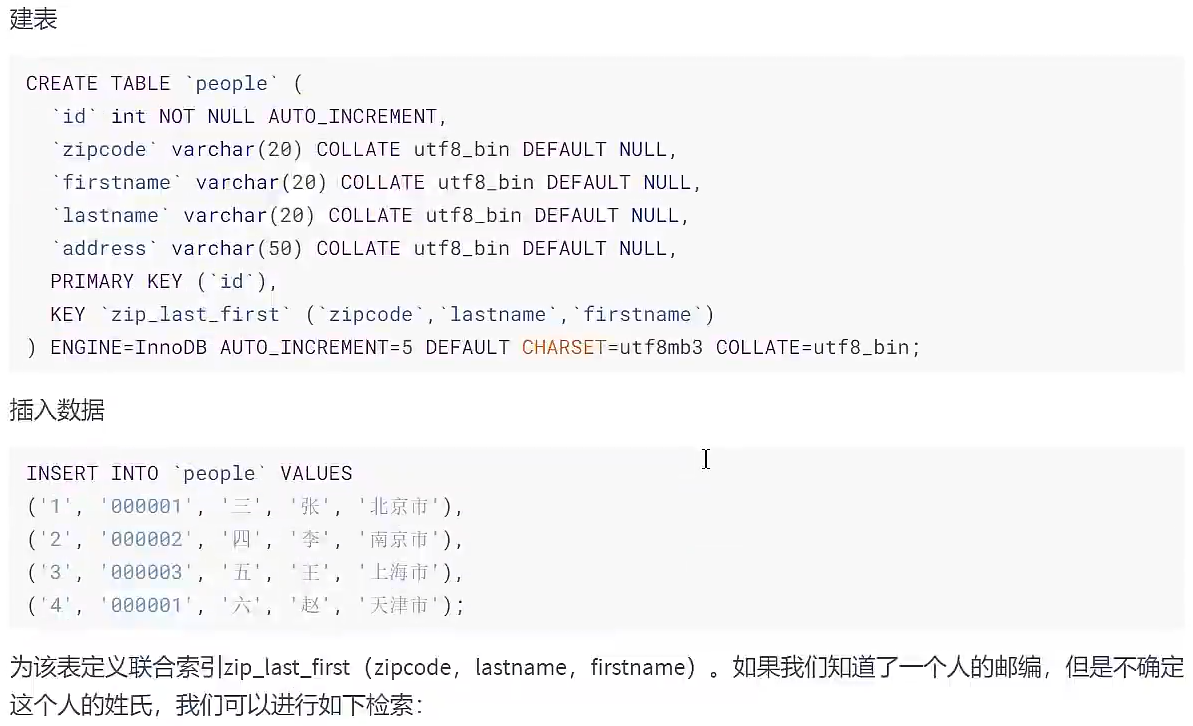 建表
CREATE TABLE `people` (
  `id` int NOT NULL AUTO_INCREMENT,
  `zipcode` varchar(20) COLLATE utf8_bin DEFAULT NULL,
  `firstname` varchar(20) COLLATE utf8_bin DEFAULT NULL,
  `lastname` varchar(20) COLLATE utf8_bin DEFAULT NULL,
  `address` varchar(50) COLLATE utf8_bin DEFAULT NULL,
  PRIMARY KEY (`id`),
  KEY `zip_last_first` (`zipcode`,`lastname`,`firstname`)
) ENGINE=InnoDB AUTO_INCREMENT=5 DEFAULT CHARSET=utf8mb3 COLLATE=utf8_bin;
插入数据
INSERT INTO `people` VALUES
('1', '000001', '三', '张', '北京市'),
('2', '000002', '四', '李', '南京市'),
('3', '000003', '五', '王', '上海市'),
('4', '000001', '六', '赵', '天津市');
为该表定义联合索引zip_last_first（zipcode，lastname，firstname）。如果我们知道了一个人的邮编，但是不确定
这个人的姓氏，我们可以进行如下检索：